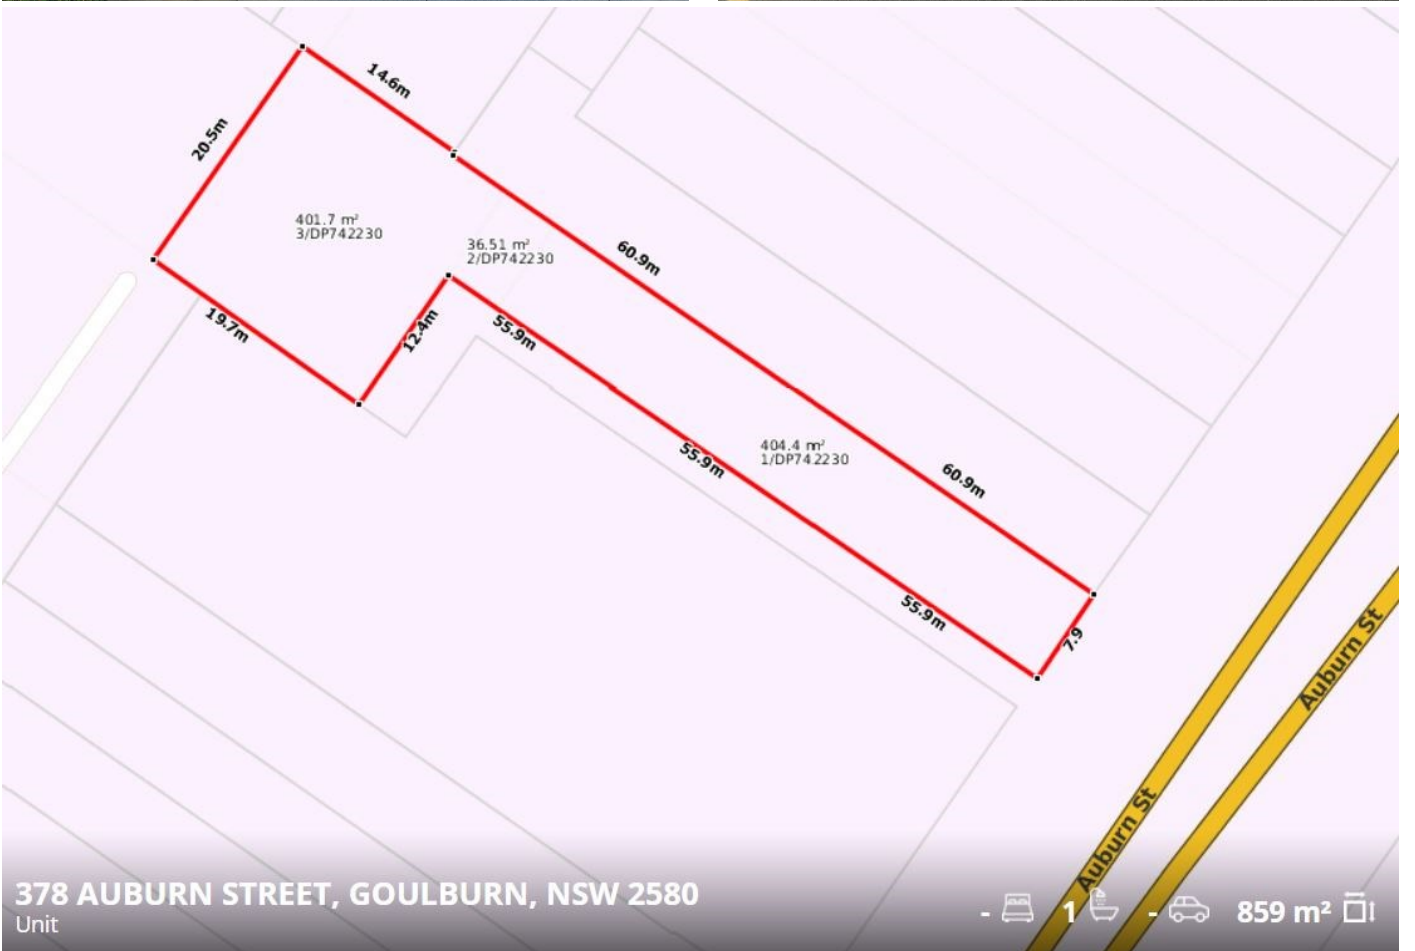 14.6m
20.5m
401.7 m²
3/DP742230
36.51 m²
2/DP742230
60.9m
19.7m
12.4m
55.9m
55.9m
404.4 m²
1/DP742230
60.9m
55.9m
7.9
Auburn St
Auburn St
378 AUBURN STREET, GOULBURN, NSW 2580
Unit
- 1 - 859 m²